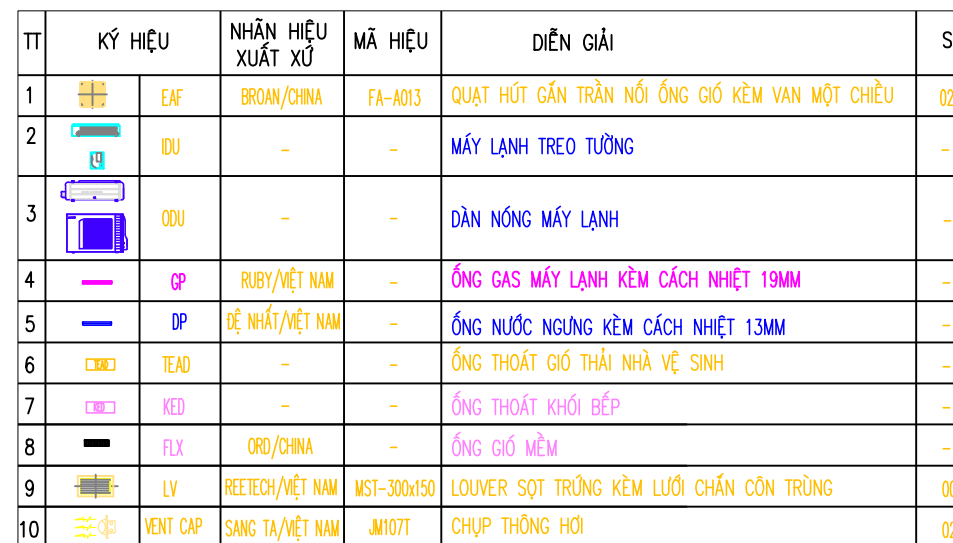 TT KÝ HIỆU NHÃN HIỆU XUẤT XỨ MÃ HIỆU DIỄN GIẢI S
1 EAF BROAN/CHINA FA-A013 QUẠT HÚT GẮN TRẦN NỐI ỐNG GIÓ KÈM VAN MỘT CHIỀU 02
2 IDU - - MÁY LẠNH TREO TƯỜNG -
3 ODU - - DÀN NÓNG MÁY LẠNH -
4 GP RUBY/VIỆT NAM - ỐNG GAS MÁY LẠNH KÈM CÁCH NHIỆT 19MM -
5 DP ĐỆ NHẤT/VIỆT NAM - ỐNG NƯỚC NGƯNG KÈM CÁCH NHIỆT 13MM -
6 TEAD TEAD - - ỐNG THOÁT GIÓ THẢI NHÀ VỆ SINH -
7 KED KED - - ỐNG THOÁT KHÓI BẾP -
8 FLX ORD/CHINA - ỐNG GIÓ MỀM -
9 LV REETECH/VIỆT NAM MST-300x150 LOUVER SỌT TRỨNG KÈM LƯỚI CHẮN CÔN TRÙNG 00
10 VENT CAP SANG TA/VIỆT NAM JM107T CHỤP THÔNG HƠI 02